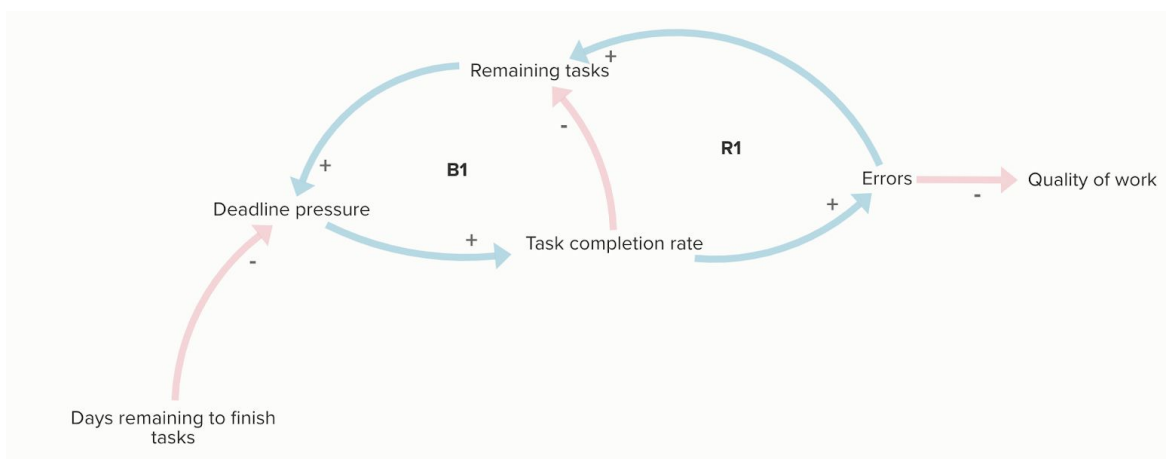 Remaining tasks
+
-
R1
+
B1
Errors
Quality of work
-
+
Deadline pressure
+
Task completion rate
-
Days remaining to finish
tasks